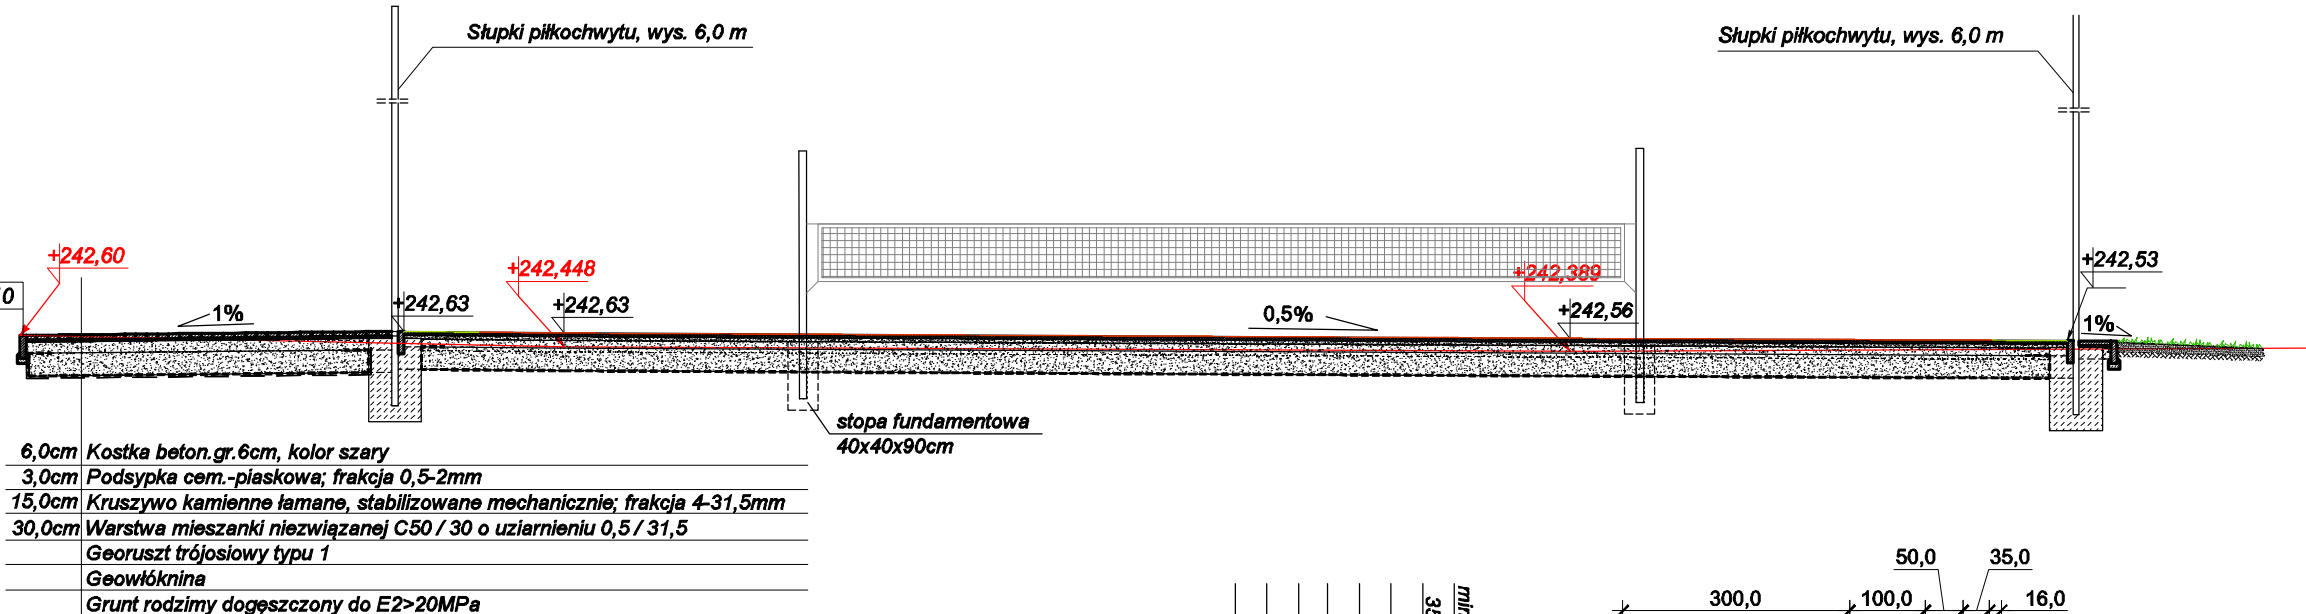 Słupki piłkochwytu, wys. 6,0 m
Słupki piłkochwytu, wys. 6,0 m
+242,60
+242,448
+242,389
+242,53
+242,63
+242,63
+242,56
1%
0,5%
1%
stopa fundamentowa
40x40x90cm
6,0cm Kostka beton.gr.6cm, kolor szary
3,0cm Podsypka cem.-piaskowa; frakcja 0,5-2mm
15,0cm Kruszywo kamienne łamane, stabilizowane mechanicznie; frakcja 4-31,5mm
30,0cm Warstwa mieszanki niezwiązanej C50 / 30 o uziarnieniu 0,5 / 31,5
Georuszt trójosiowy typu 1
Geowłóknina
Grunt rodzimy dogęszczony do E2>20MPa
50,0
35,0
300,0
100,0
16,0